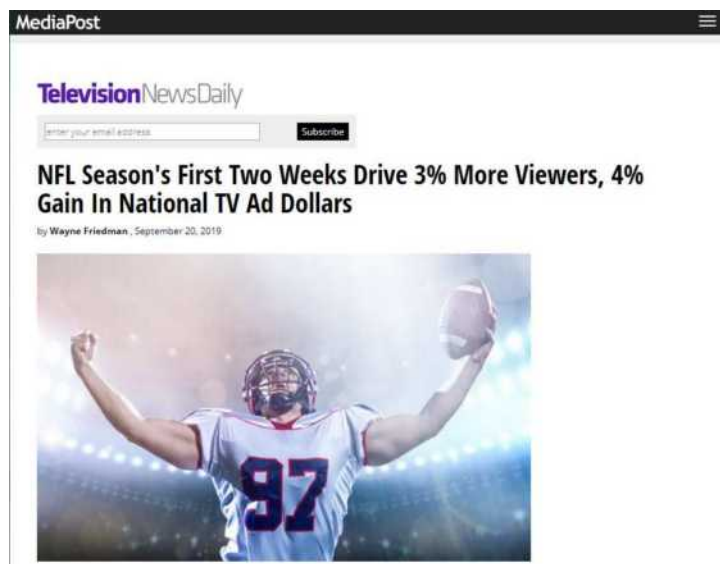 MediaPost
TelevisionNewsDaily
enter your email address
Subscribe
NFL Season's First Two Weeks Drive 3% More Viewers, 4%
Gain In National TV Ad Dollars
by Wayne Friedman , September 20, 2019
97